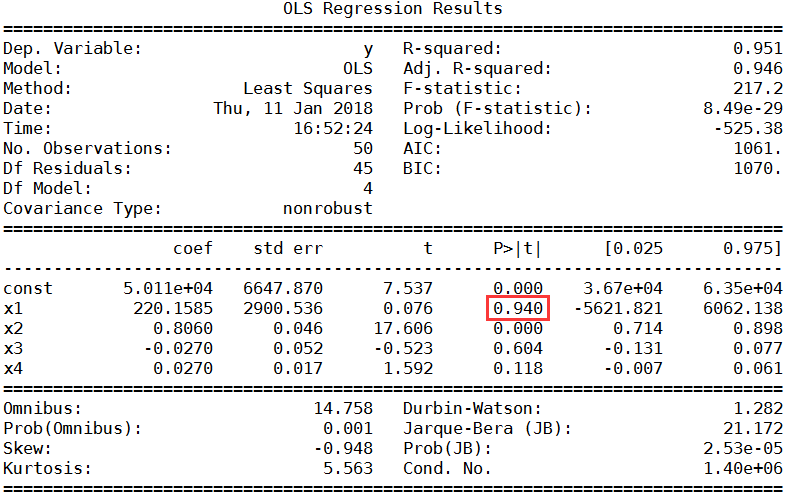 OLS Regression Results
==============================================================================
Dep. Variable:                      y   R-squared:                       0.951
Model:                            OLS   Adj. R-squared:                  0.946
Method:                 Least Squares   F-statistic:                     217.2
Date:                Thu, 11 Jan 2018   Prob (F-statistic):           8.49e-29
Time:                        16:52:24   Log-Likelihood:                -525.38
No. Observations:                  50   AIC:                             1061.
Df Residuals:                      45   BIC:                             1070.
Df Model:                           4
Covariance Type:            nonrobust
==============================================================================
                 coef    std err          t      P>|t|      [0.025      0.975]
------------------------------------------------------------------------------
const       5.011e+04   6647.870      7.537      0.000    3.67e+04    6.35e+04
x1           220.1585   2900.536      0.076      0.940   -5621.821    6062.138
x2             0.8060      0.046     17.606      0.000       0.714       0.898
x3            -0.0270      0.052     -0.523      0.604      -0.131       0.077
x4             0.0270      0.017      1.592      0.118      -0.007       0.061
==============================================================================
Omnibus:                       14.758   Durbin-Watson:                   1.282
Prob(Omnibus):                  0.001   Jarque-Bera (JB):               21.172
Skew:                          -0.948   Prob(JB):                     2.53e-05
Kurtosis:                       5.563   Cond. No.                     1.40e+06
==============================================================================